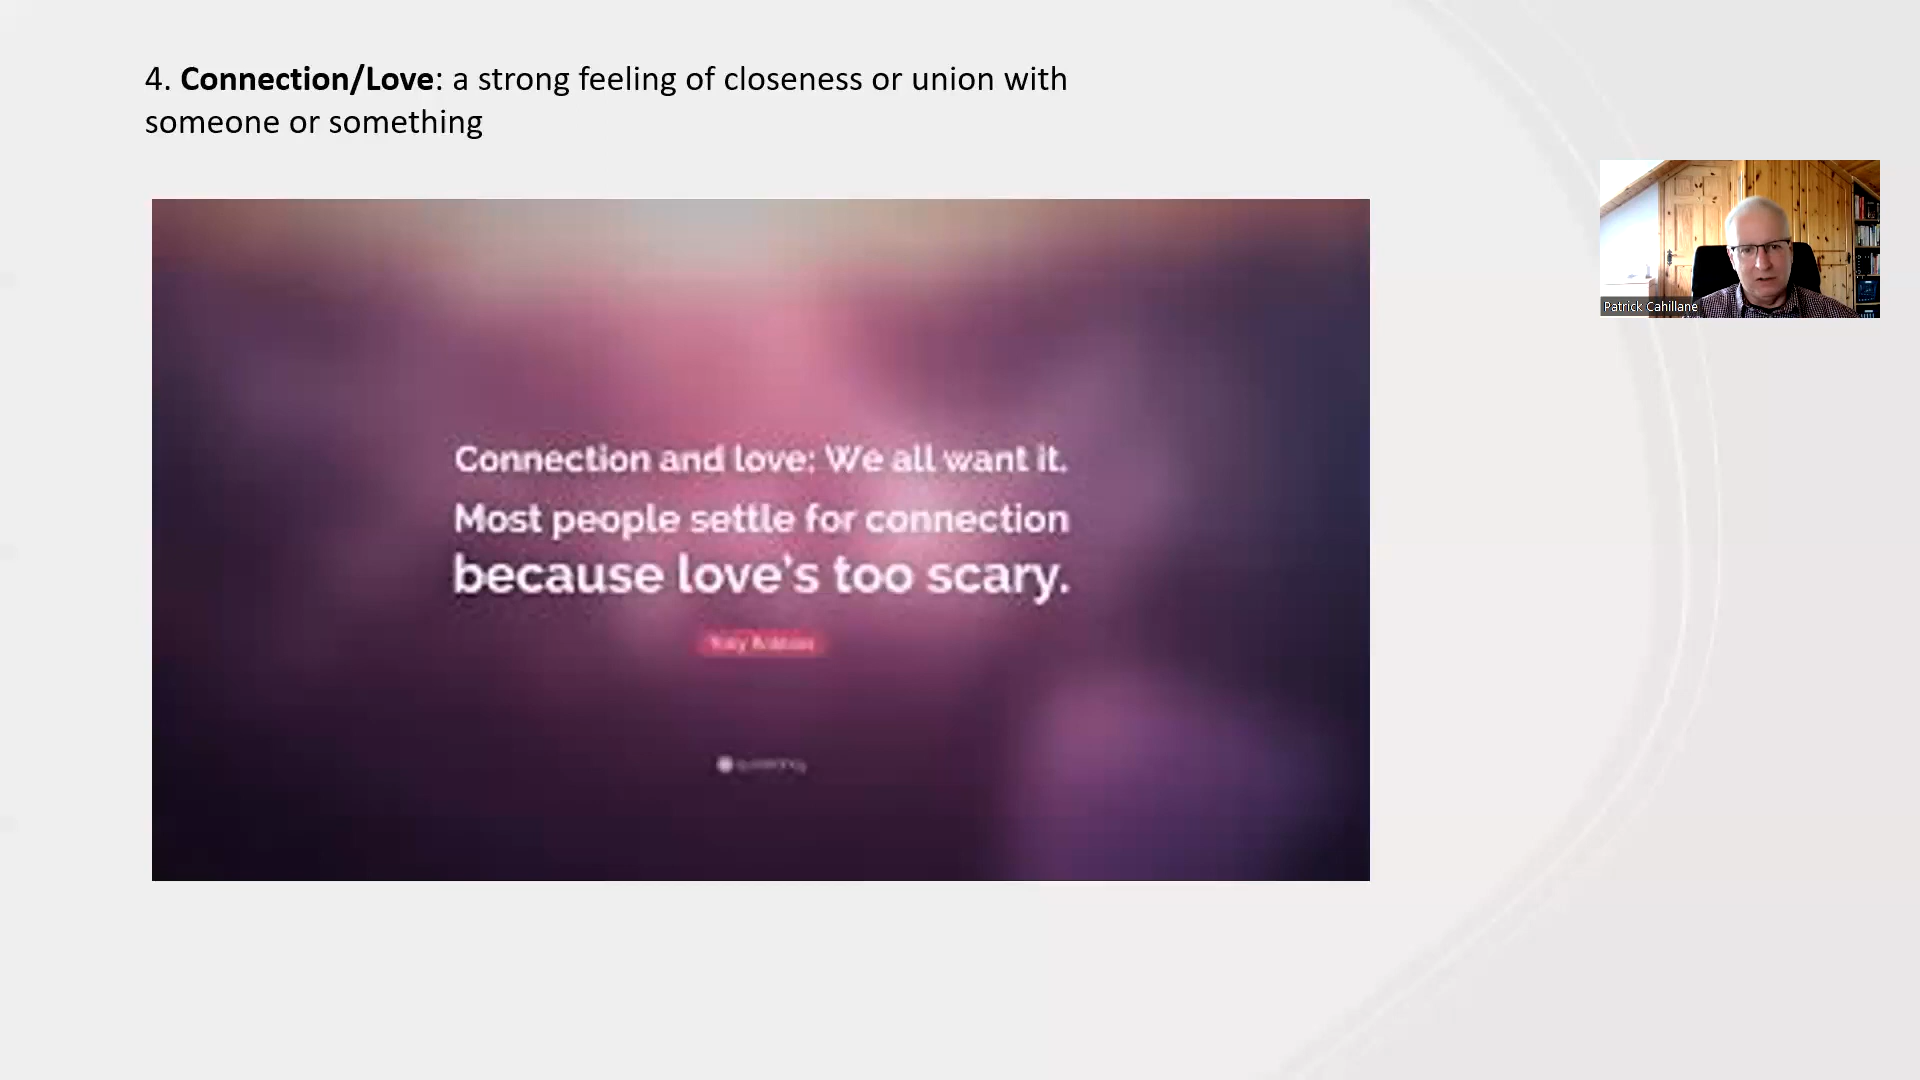 4. Connection/Love: a strong feeling of closeness or union with
someone or something
Connection and love: We all want it.
Most people settle for connection
because love's too scary.
Patrick Cahillane